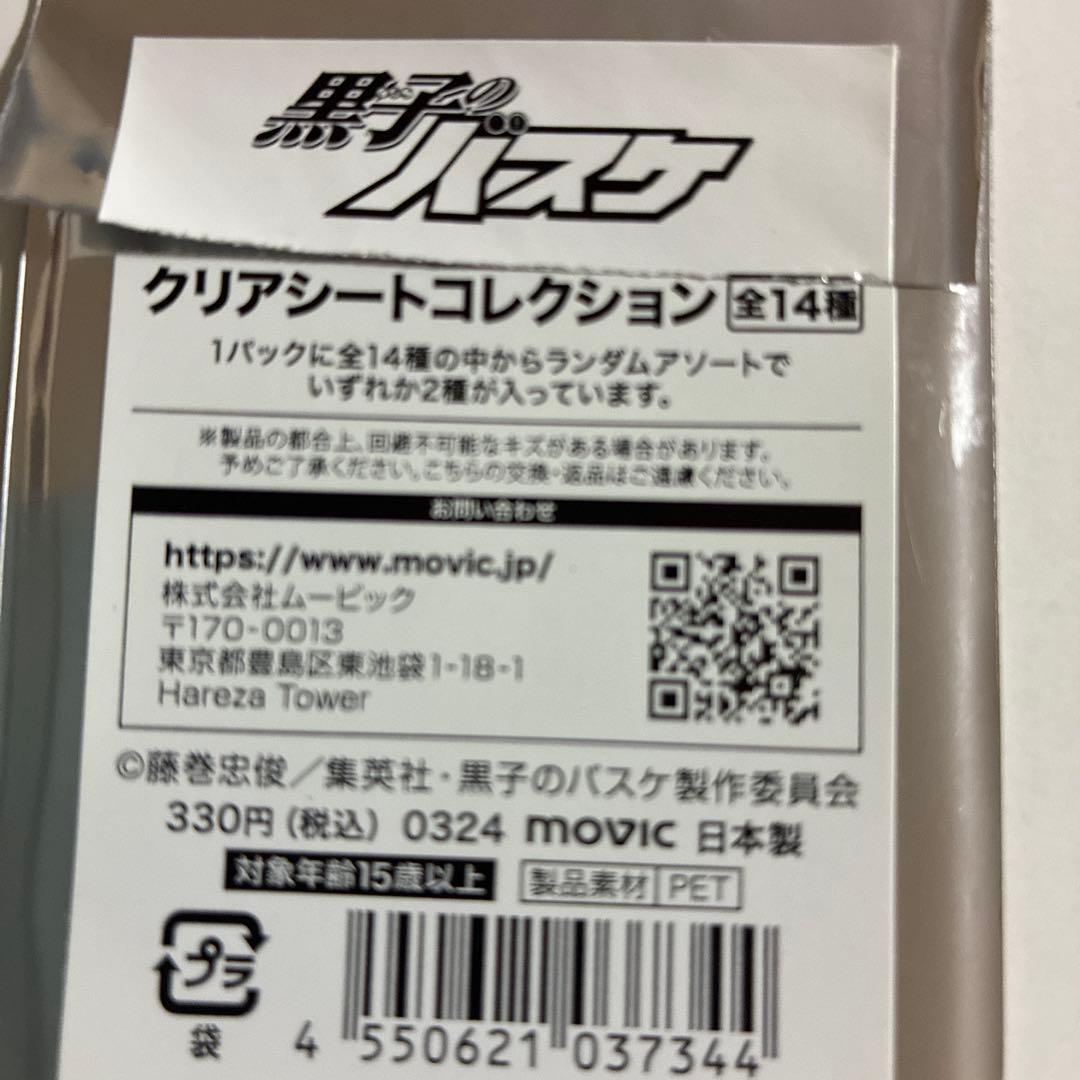 黒子のバスケ
クリアシートコレクション 全14種
1パックに全14種の中からランダムアソートで
いずれか2種が入っています。
※製品の都合上、回避不可能なキズがある場合があります。
予めご了承ください。こちらの交換・返品はご遠慮ください。
お問い合わせ
https://www.movic.jp/
株式会社ムービック
〒170-0013
東京都豊島区東池袋1-18-1
Hareza Tower
©藤巻忠俊／集英社・黒子のバスケ製作委員会
330円（税込） 0324 movic 日本製
対象年齢15歳以上 製品素材 PET
プラ
袋
4 550621 037344